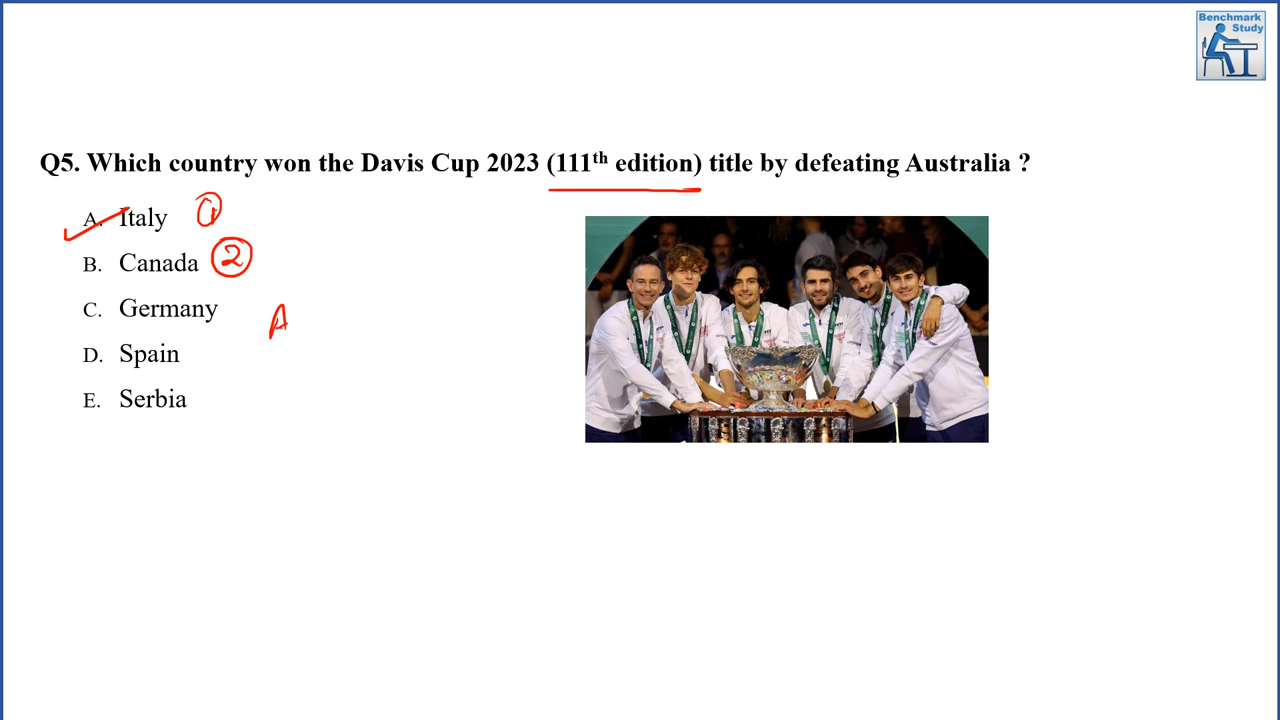 Benchmark
Study
Q5. Which country won the Davis Cup 2023 (111th edition) title by defeating Australia ?
A. Italy 1
B. Canada 2
C. Germany
A
D. Spain
E. Serbia